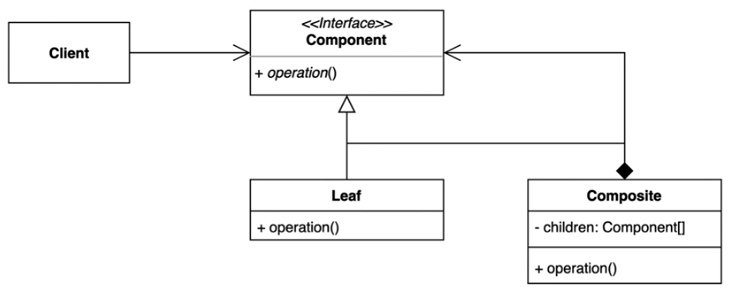 Client
<<Interface>>
Component
+ operation()
Leaf
+ operation()
Composite
- children: Component[]
+ operation()